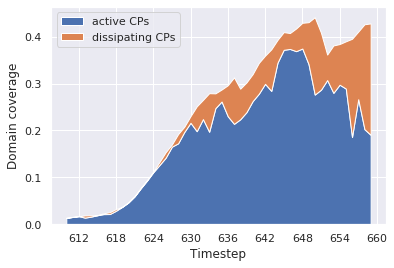 active CPs
dissipating CPs
Domain coverage
0.4
0.3
0.2
0.1
0.0
612 618 624 630 636 642 648 654 660
Timestep